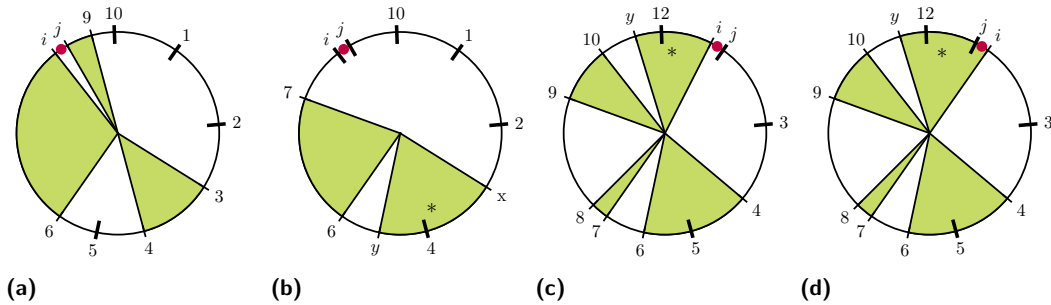 i j 9 10 1 2 3 4 5 6
i j 10 1 2 x 4 y 6 7 *
y 12 i j 3 4 5 6 7 8 9 10 *
y 12 j i 3 4 5 6 7 8 9 10 *
(a) (b) (c) (d)